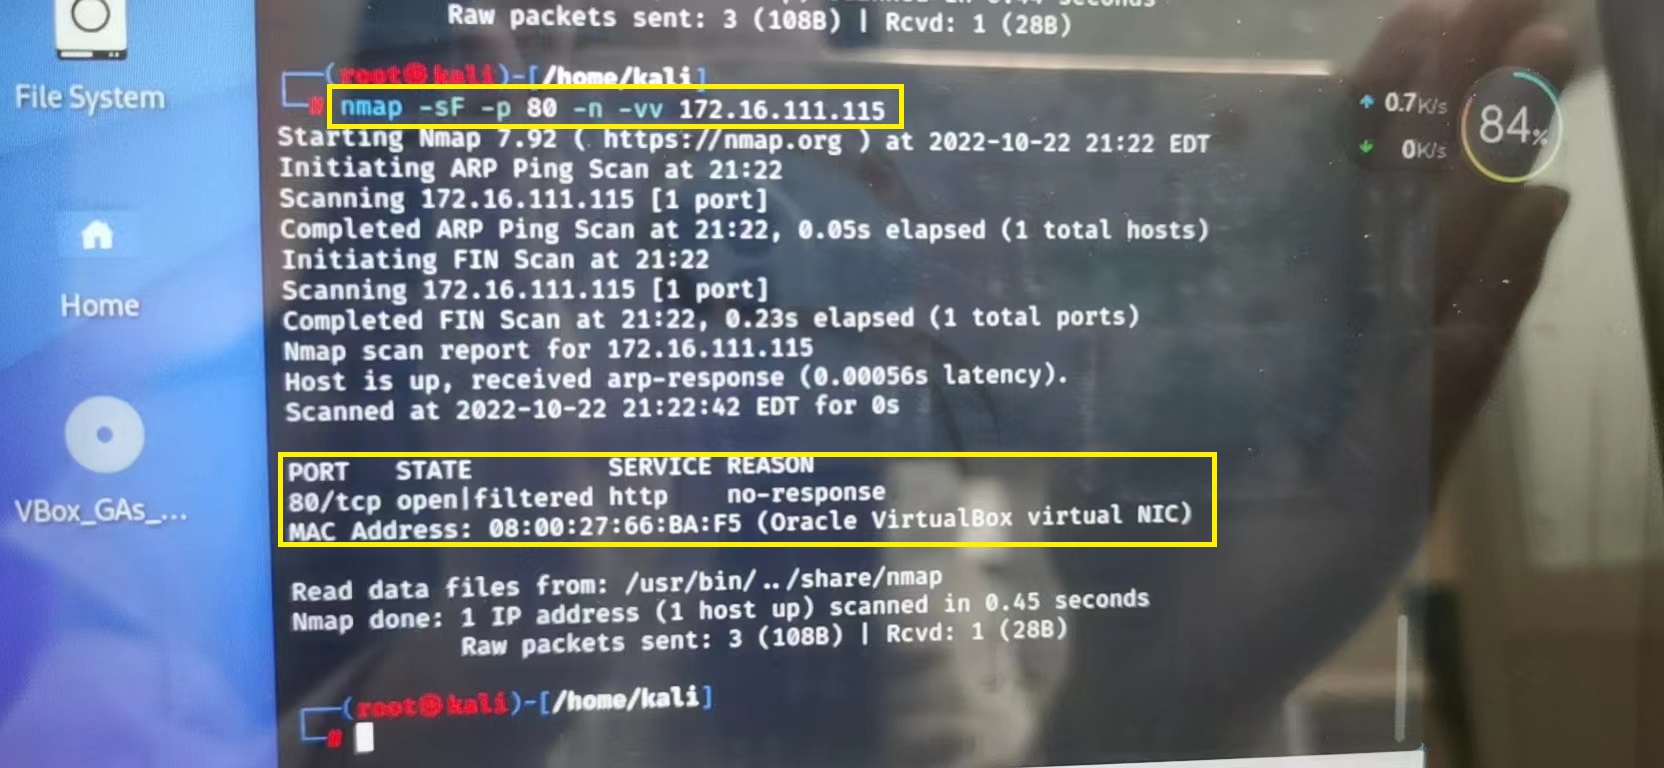 Raw packets sent: 3 (108B) | Rcvd: 1 (28B)
File System
Home
VBox_GAs_...
(root㉿kali)-[/home/kali]
# nmap -sF -p 80 -n -vv 172.16.111.115
Starting Nmap 7.92 ( https://nmap.org ) at 2022-10-22 21:22 EDT
Initiating ARP Ping Scan at 21:22
Scanning 172.16.111.115 [1 port]
Completed ARP Ping Scan at 21:22, 0.05s elapsed (1 total hosts)
Initiating FIN Scan at 21:22
Scanning 172.16.111.115 [1 port]
Completed FIN Scan at 21:22, 0.23s elapsed (1 total ports)
Nmap scan report for 172.16.111.115
Host is up, received arp-response (0.00056s latency).
Scanned at 2022-10-22 21:22:42 EDT for 0s
PORT STATE SERVICE REASON
80/tcp open|filtered http no-response
MAC Address: 08:00:27:66:BA:F5 (Oracle VirtualBox virtual NIC)
Read data files from: /usr/bin/../share/nmap
Nmap done: 1 IP address (1 host up) scanned in 0.45 seconds
Raw packets sent: 3 (108B) | Rcvd: 1 (28B)
(root㉿kali)-[/home/kali]
#
0.7K/s
0K/s
84%